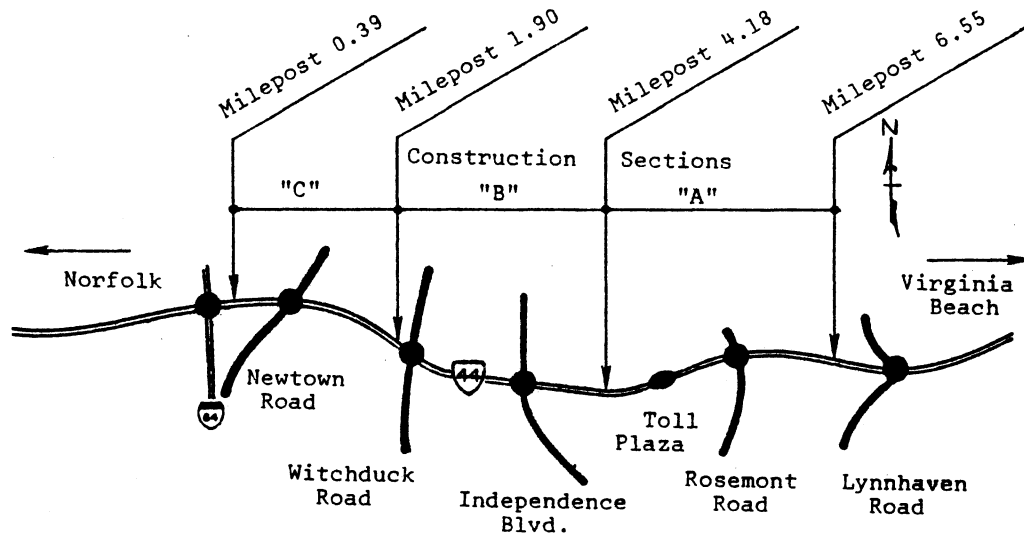 Milepost 0.39
Milepost 1.90
Milepost 4.18
Milepost 6.55
N
Construction Sections
"C" "B" "A"
Norfolk
Virginia
Beach
44
64
Newtown
Road
Toll
Plaza
Witchduck
Road
Independence
Blvd.
Rosemont
Road
Lynnhaven
Road